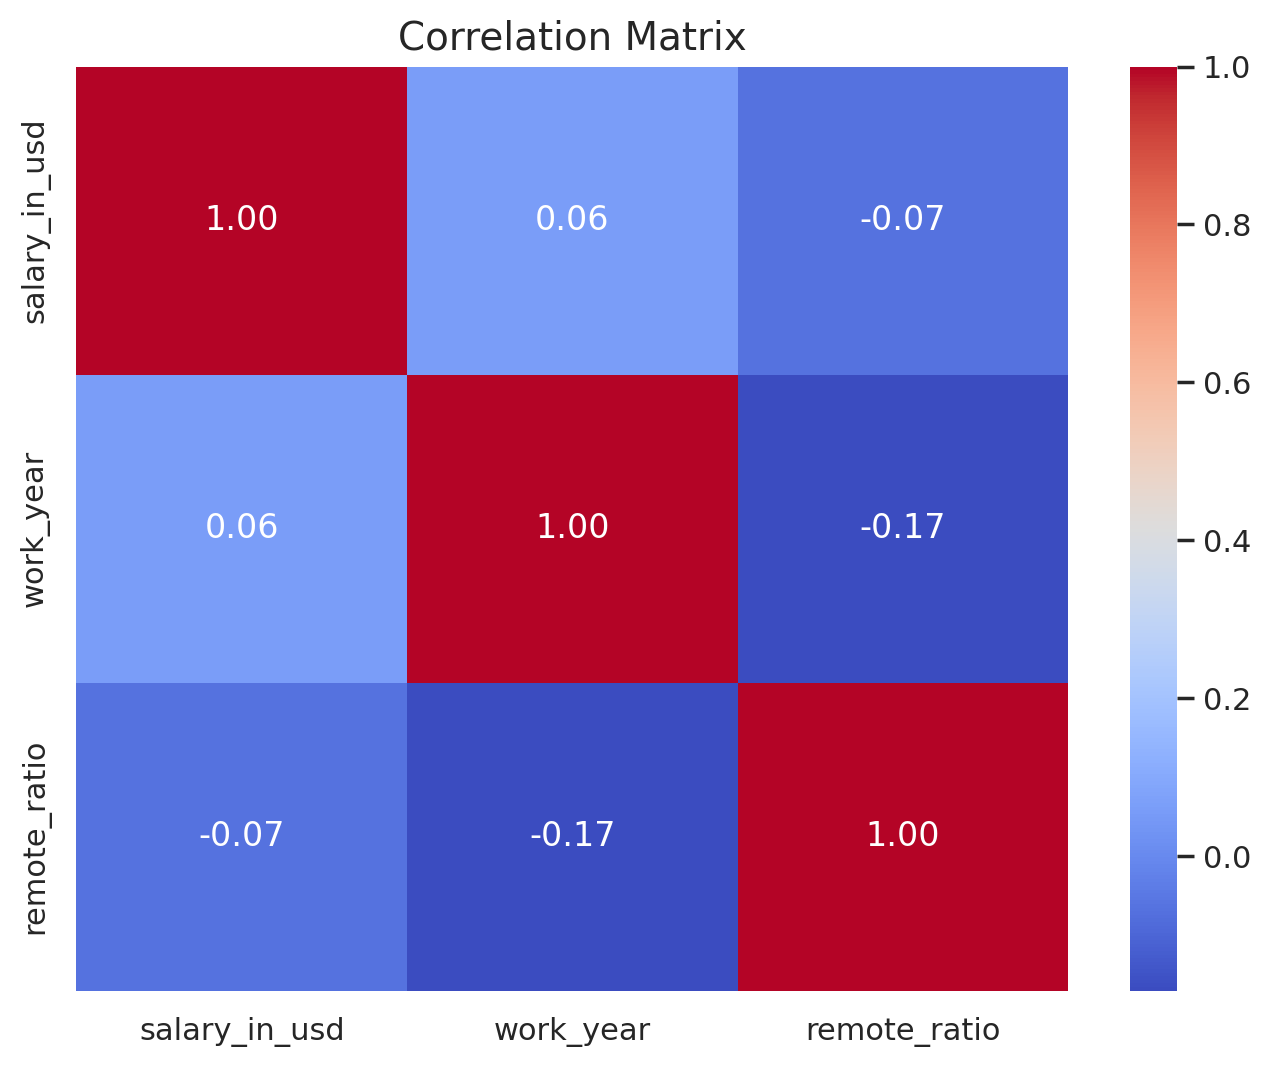 Correlation Matrix
salary_in_usd
1.00
0.06
-0.07
work_year
0.06
1.00
-0.17
remote_ratio
-0.07
-0.17
1.00
salary_in_usd
work_year
remote_ratio
1.0
0.8
0.6
0.4
0.2
0.0